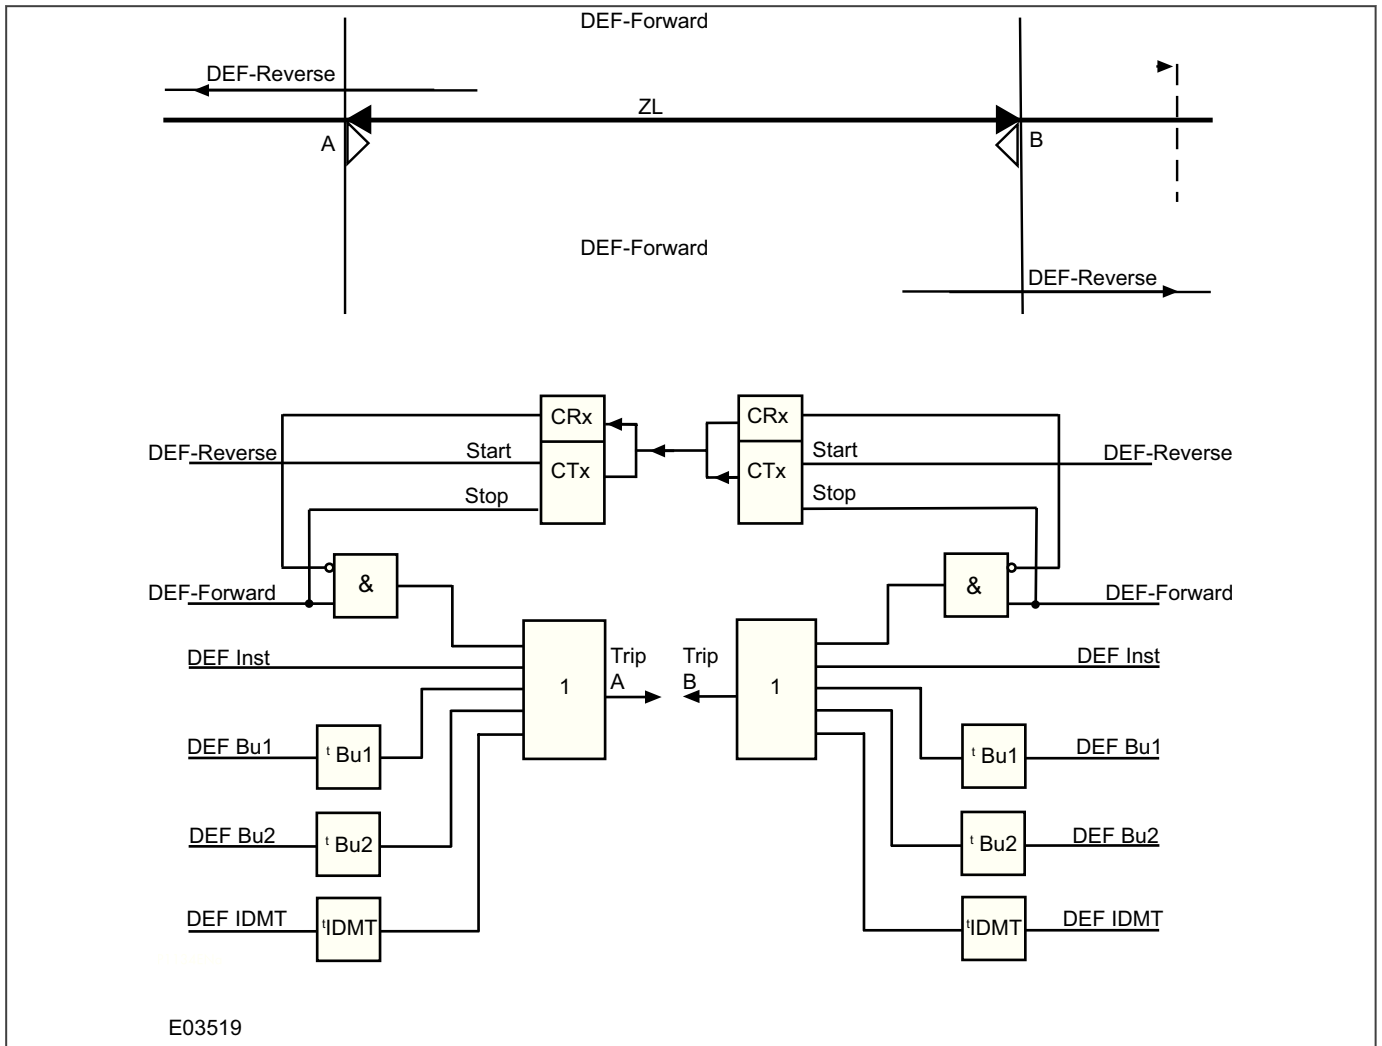 DEF-Forward
DEF-Reverse
ZL
A
B
DEF-Forward
DEF-Reverse
CRx
CRx
DEF-Reverse
Start
CTx
CTx
Start
DEF-Reverse
Stop
Stop
&
&
DEF-Forward
DEF-Forward
DEF Inst
Trip
A
Trip
B
DEF Inst
1
1
DEF Bu1
t Bu1
t Bu1
DEF Bu1
DEF Bu2
t Bu2
t Bu2
DEF Bu2
DEF IDMT
tIDMT
tIDMT
DEF IDMT
E03519